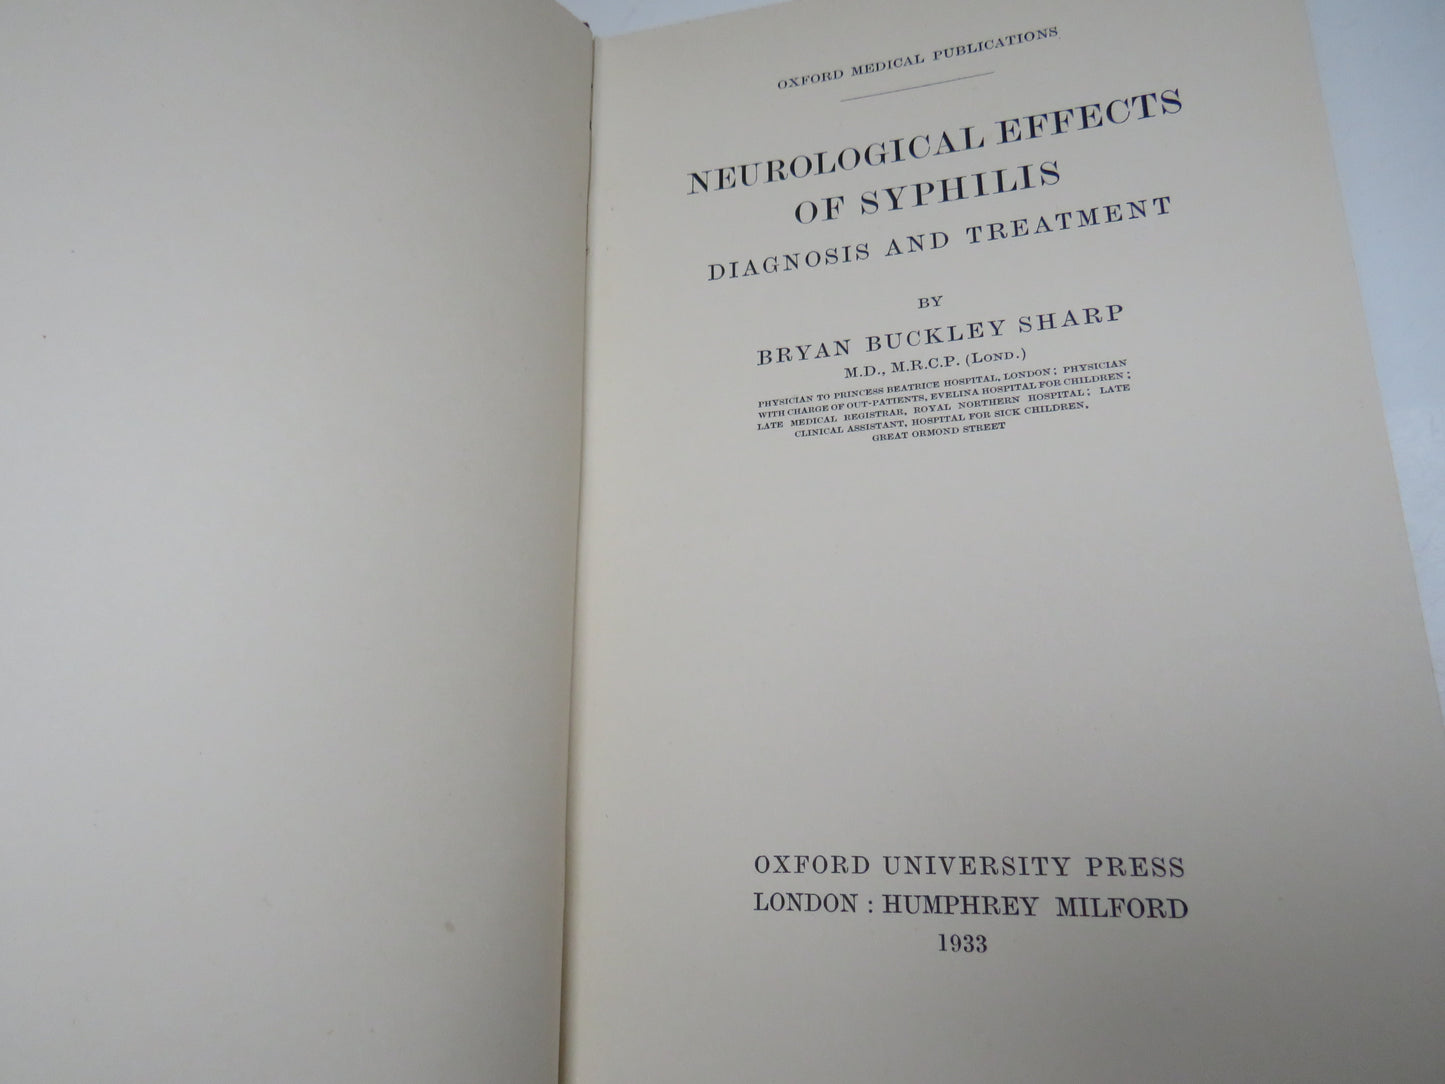 OXFORD MEDICAL PUBLICATIONS
NEUROLOGICAL EFFECTS
OF SYPHILIS
DIAGNOSIS AND TREATMENT
BY
BRYAN BUCKLEY SHARP
M.D., M.R.C.P. (LOND.)
PHYSICIAN TO PRINCESS BEATRICE HOSPITAL, LONDON; PHYSICIAN
WITH CHARGE OF OUT-PATIENTS, EVELINA HOSPITAL FOR CHILDREN;
LATE MEDICAL REGISTRAR, ROYAL NORTHERN HOSPITAL; LATE
CLINICAL ASSISTANT, HOSPITAL FOR SICK CHILDREN,
GREAT ORMOND STREET
OXFORD UNIVERSITY PRESS
LONDON : HUMPHREY MILFORD
1933